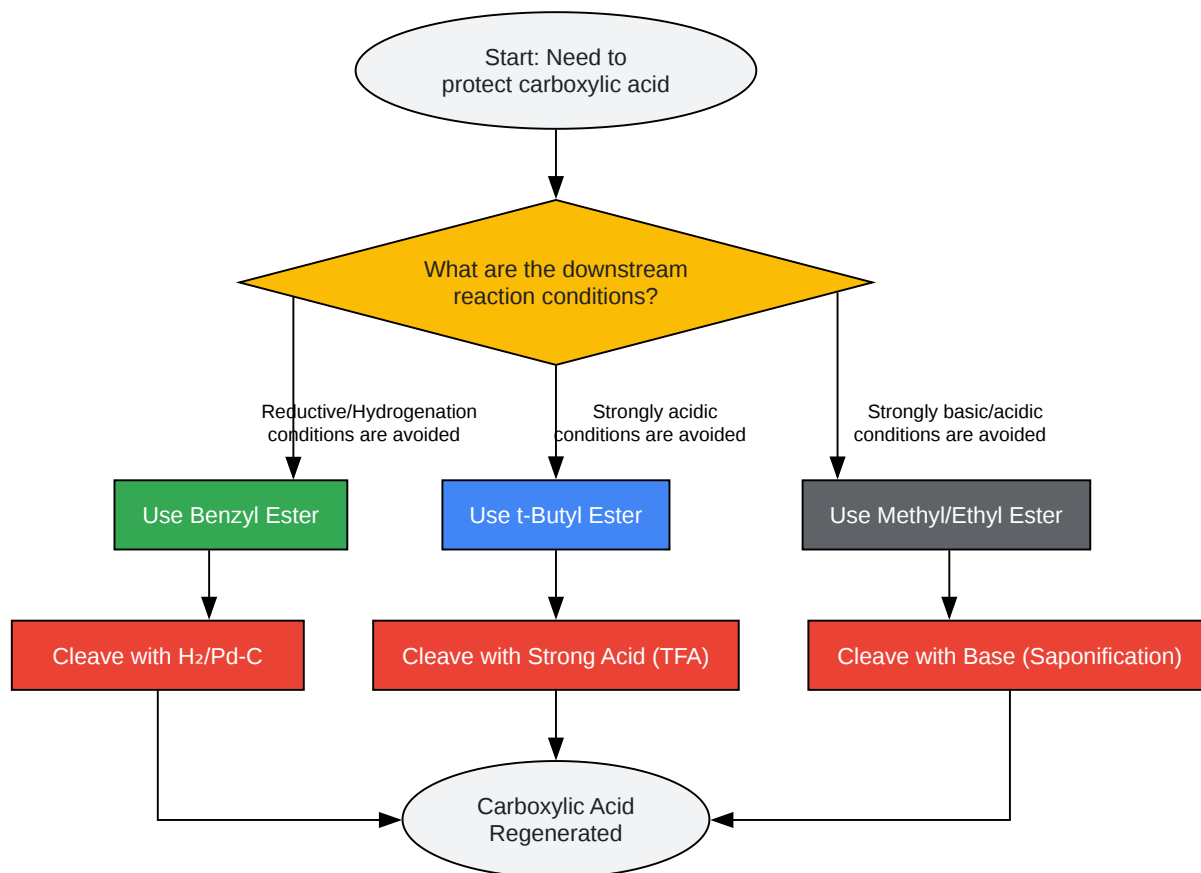 Start: Need to
protect carboxylic acid
What are the downstream
reaction conditions?
Reductive/Hydrogenation
conditions are avoided
Strongly acidic
conditions are avoided
Strongly basic/acidic
conditions are avoided
Use Benzyl Ester
Use t-Butyl Ester
Use Methyl/Ethyl Ester
Cleave with H₂/Pd-C
Cleave with Strong Acid (TFA)
Cleave with Base (Saponification)
Carboxylic Acid
Regenerated